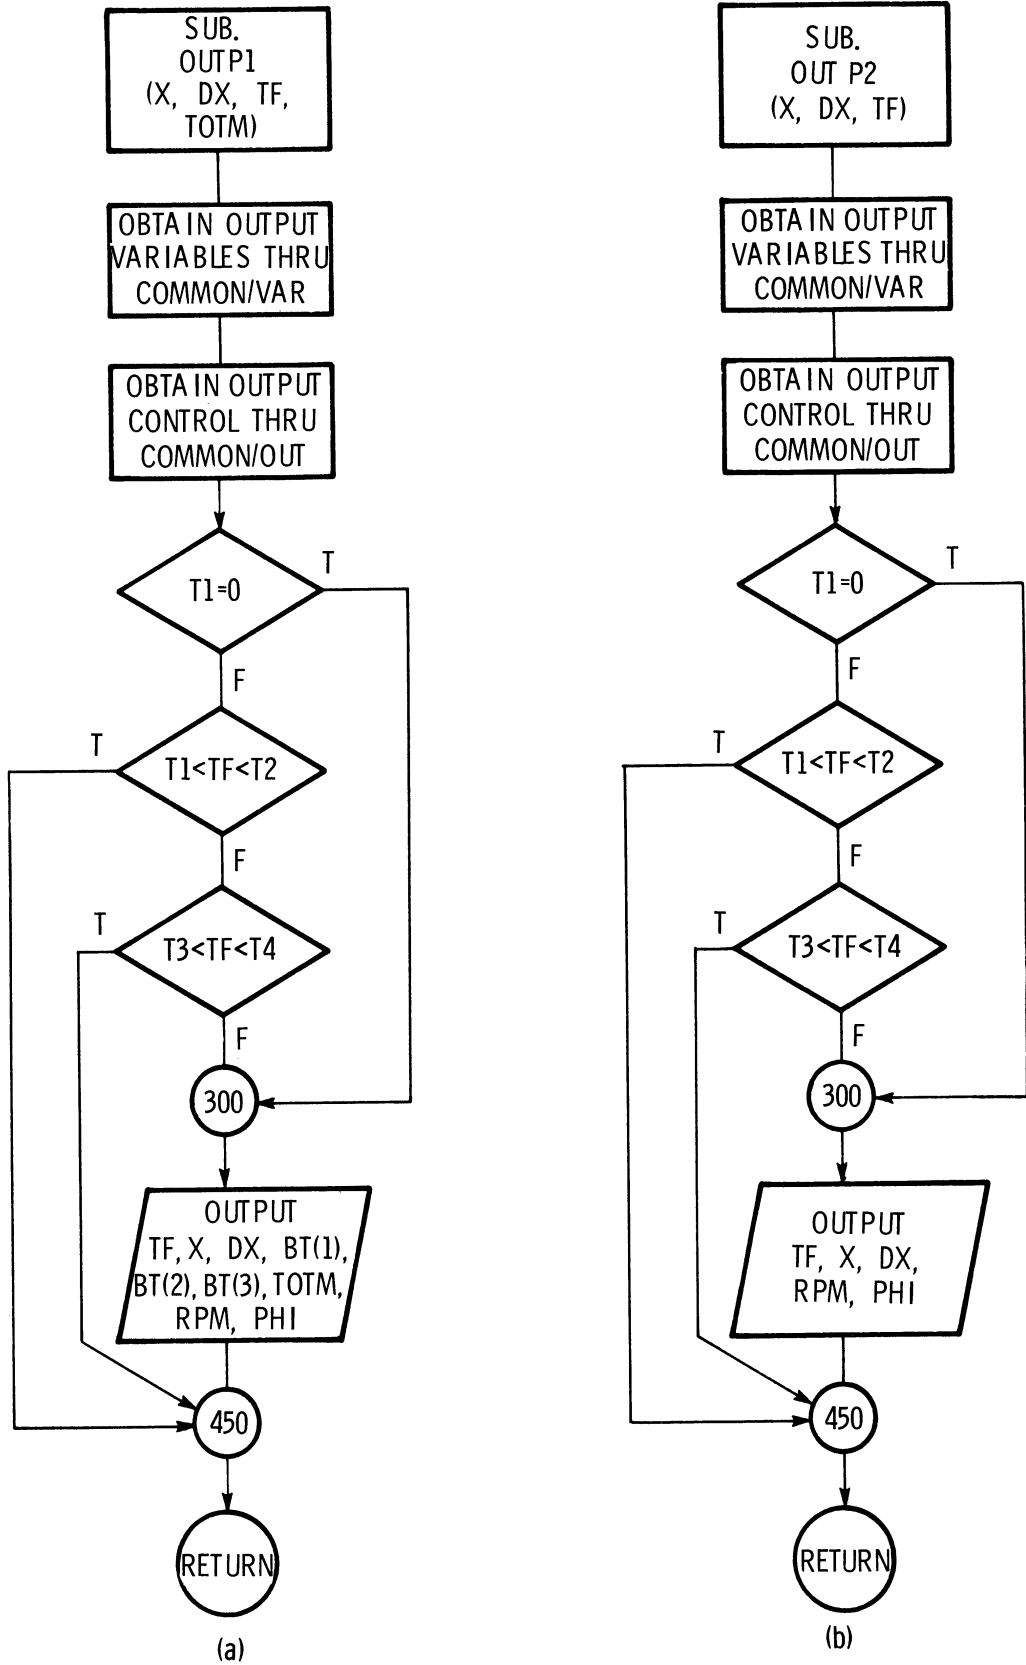 SUB.
OUTP1
(X, DX, TF,
TOTM)
OBTAIN OUTPUT
VARIABLES THRU
COMMON/VAR
OBTAIN OUTPUT
CONTROL THRU
COMMON/OUT
T1=0
T
F
T1<TF<T2
T
F
T3<TF<T4
T
F
300
OUTPUT
TF, X, DX, BT(1),
BT(2), BT(3), TOTM,
RPM, PHI
450
RETURN
(a)
SUB.
OUT P2
(X, DX, TF)
OBTAIN OUTPUT
VARIABLES THRU
COMMON/VAR
OBTAIN OUTPUT
CONTROL THRU
COMMON/OUT
T1=0
T
F
T1<TF<T2
T
F
T3<TF<T4
T
F
300
OUTPUT
TF, X, DX,
RPM, PHI
450
RETURN
(b)